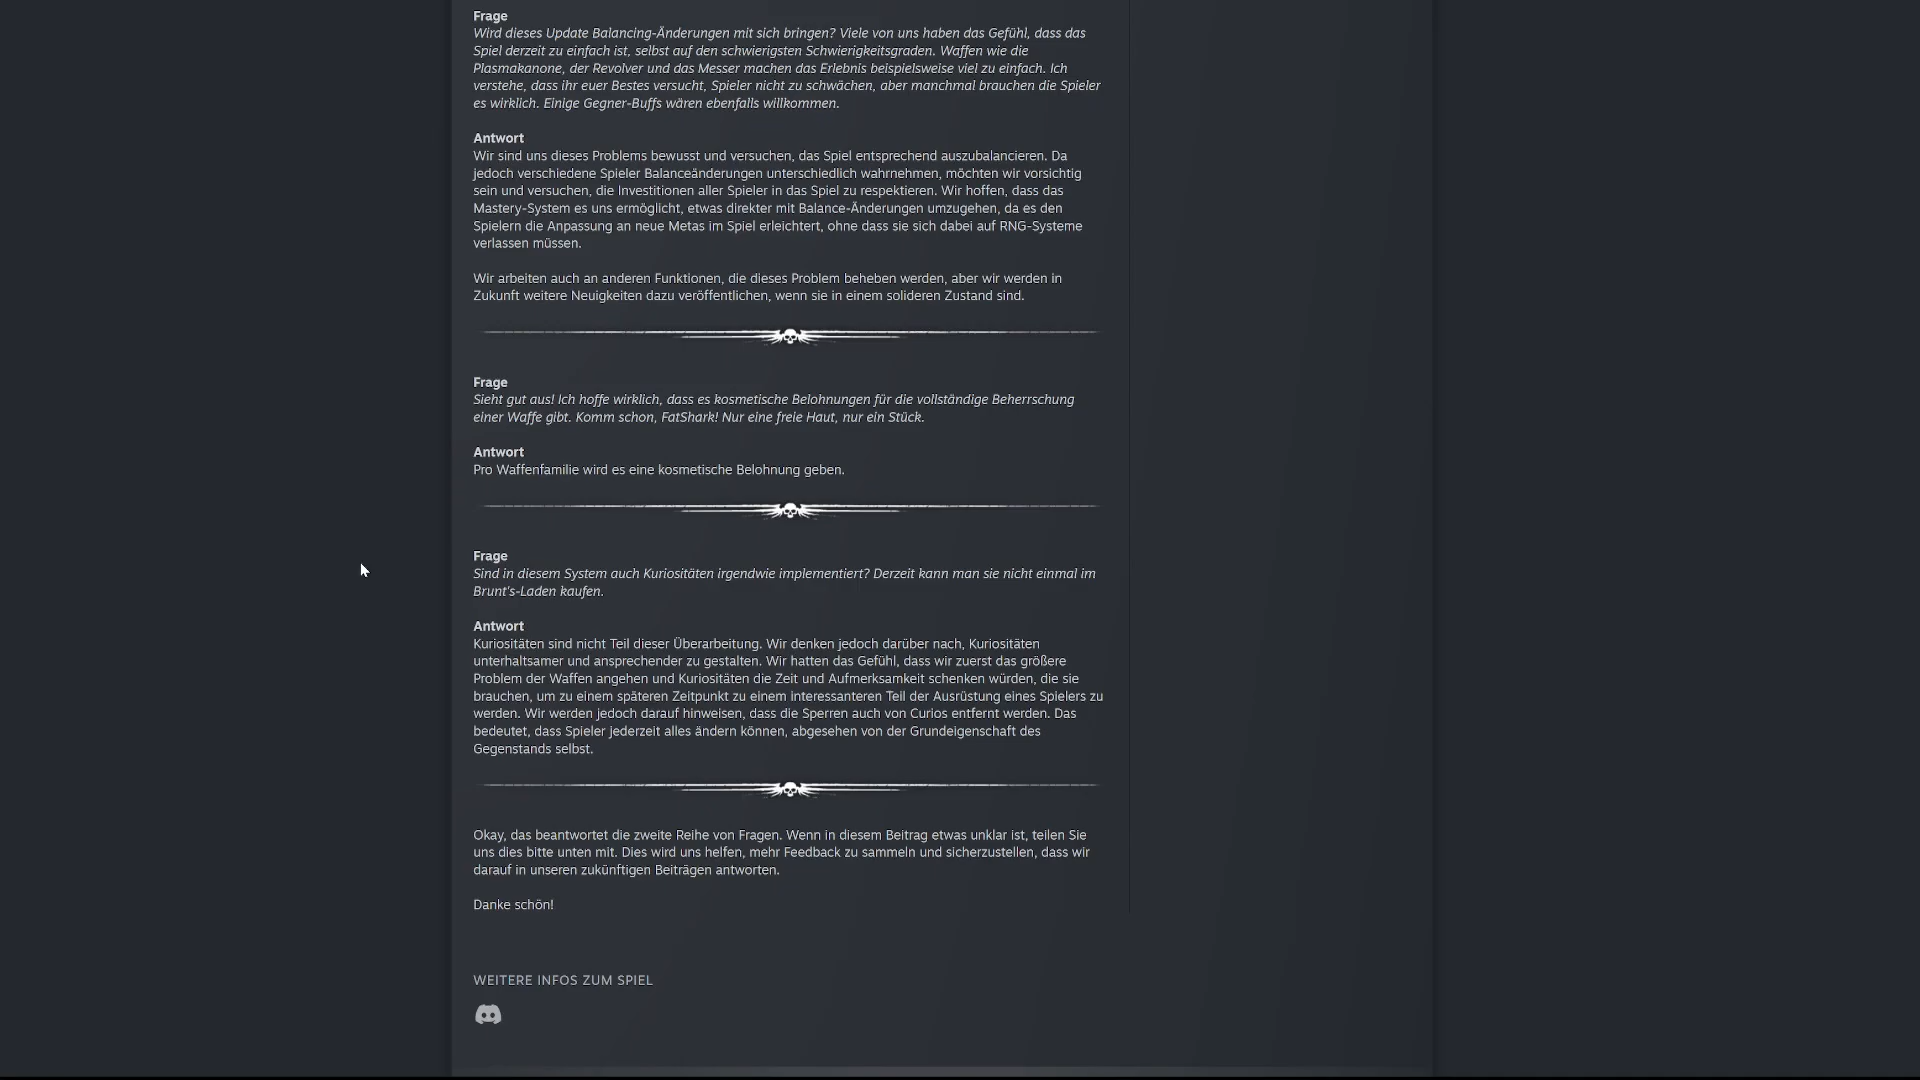 Frage
Wird dieses Update Balancing-Änderungen mit sich bringen? Viele von uns haben das Gefühl, dass das
Spiel derzeit zu einfach ist, selbst auf den schwierigsten Schwierigkeitsgraden. Waffen wie die
Plasmakanone, der Revolver und das Messer machen das Erlebnis beispielsweise viel zu einfach. Ich
verstehe, dass ihr euer Bestes versucht, Spieler nicht zu schwächen, aber manchmal brauchen die Spieler
es wirklich. Einige Gegner-Buffs wären ebenfalls willkommen.
Antwort
Wir sind uns dieses Problems bewusst und versuchen, das Spiel entsprechend auszubalancieren. Da
jedoch verschiedene Spieler Balanceänderungen unterschiedlich wahrnehmen, möchten wir vorsichtig
sein und versuchen, die Investitionen aller Spieler in das Spiel zu respektieren. Wir hoffen, dass das
Mastery-System es uns ermöglicht, etwas direkter mit Balance-Änderungen umzugehen, da es den
Spielern die Anpassung an neue Metas im Spiel erleichtert, ohne dass sie sich dabei auf RNG-Systeme
verlassen müssen.
Wir arbeiten auch an anderen Funktionen, die dieses Problem beheben werden, aber wir werden in
Zukunft weitere Neuigkeiten dazu veröffentlichen, wenn sie in einem solideren Zustand sind.
Frage
Sieht gut aus! Ich hoffe wirklich, dass es kosmetische Belohnungen für die vollständige Beherrschung
einer Waffe gibt. Komm schon, FatShark! Nur eine freie Haut, nur ein Stück.
Antwort
Pro Waffenfamilie wird es eine kosmetische Belohnung geben.
Frage
Sind in diesem System auch Kuriositäten irgendwie implementiert? Derzeit kann man sie nicht einmal im
Brunt's-Laden kaufen.
Antwort
Kuriositäten sind nicht Teil dieser Überarbeitung. Wir denken jedoch darüber nach, Kuriositäten
unterhaltsamer und ansprechender zu gestalten. Wir hatten das Gefühl, dass wir zuerst das größere
Problem der Waffen angehen und Kuriositäten die Zeit und Aufmerksamkeit schenken würden, die sie
brauchen, um zu einem späteren Zeitpunkt zu einem interessanteren Teil der Ausrüstung eines Spielers zu
werden. Wir werden jedoch darauf hinweisen, dass die Sperren auch von Curios entfernt werden. Das
bedeutet, dass Spieler jederzeit alles ändern können, abgesehen von der Grundeigenschaft des
Gegenstands selbst.
Okay, das beantwortet die zweite Reihe von Fragen. Wenn in diesem Beitrag etwas unklar ist, teilen Sie
uns dies bitte unten mit. Dies wird uns helfen, mehr Feedback zu sammeln und sicherzustellen, dass wir
darauf in unseren zukünftigen Beiträgen antworten.
Danke schön!
WEITERE INFOS ZUM SPIEL